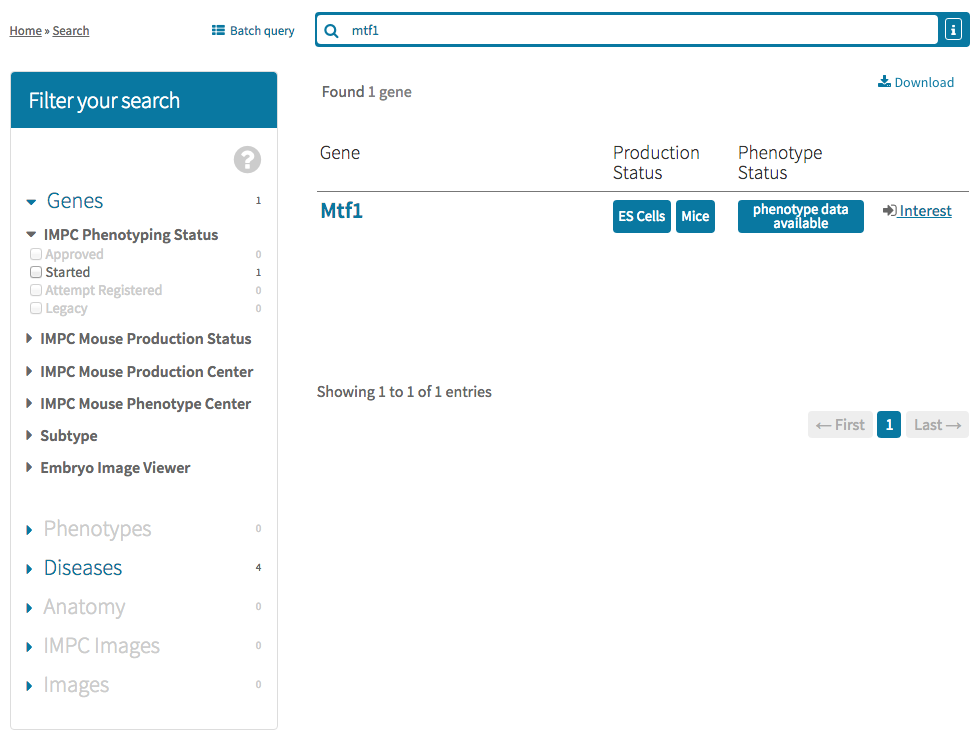 Home » Search
Batch query
mtf1
i
Filter your search
?
Genes 1
IMPC Phenotyping Status
Approved 0
Started 1
Attempt Registered 0
Legacy 0
IMPC Mouse Production Status
IMPC Mouse Production Center
IMPC Mouse Phenotype Center
Subtype
Embryo Image Viewer
Phenotypes 0
Diseases 4
Anatomy 0
IMPC Images 0
Images 0
Found 1 gene
Download
Gene
Production
Status
Phenotype
Status
Mtf1
ES Cells
Mice
phenotype data
available
Interest
Showing 1 to 1 of 1 entries
← First 1 Last →